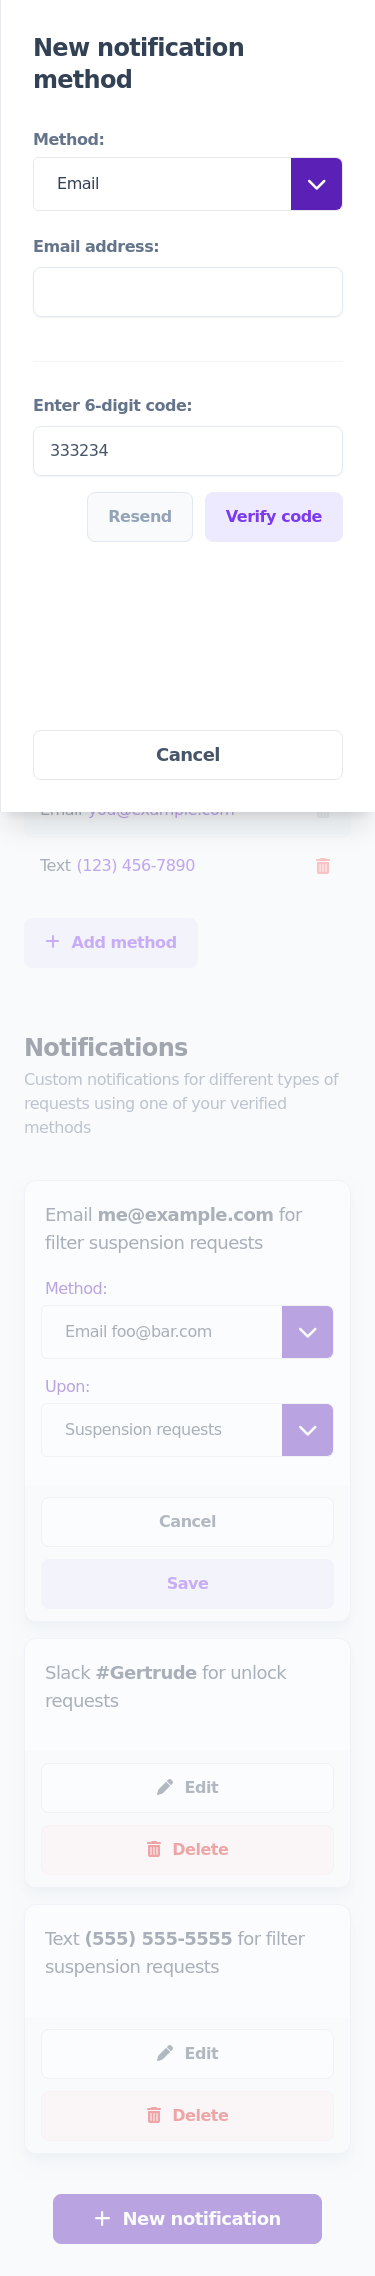 New notification
method
Method:
Email
Email address:
Enter 6-digit code:
333234
Resend
Verify code
Cancel
Email you@example.com
Text (123) 456-7890
Add method
Notifications
Custom notifications for different types of
requests using one of your verified
methods
Email me@example.com for
filter suspension requests
Method:
Email foo@bar.com
Upon:
Suspension requests
Cancel
Save
Slack #Gertrude for unlock
requests
Edit
Delete
Text (555) 555-5555 for filter
suspension requests
Edit
Delete
New notification